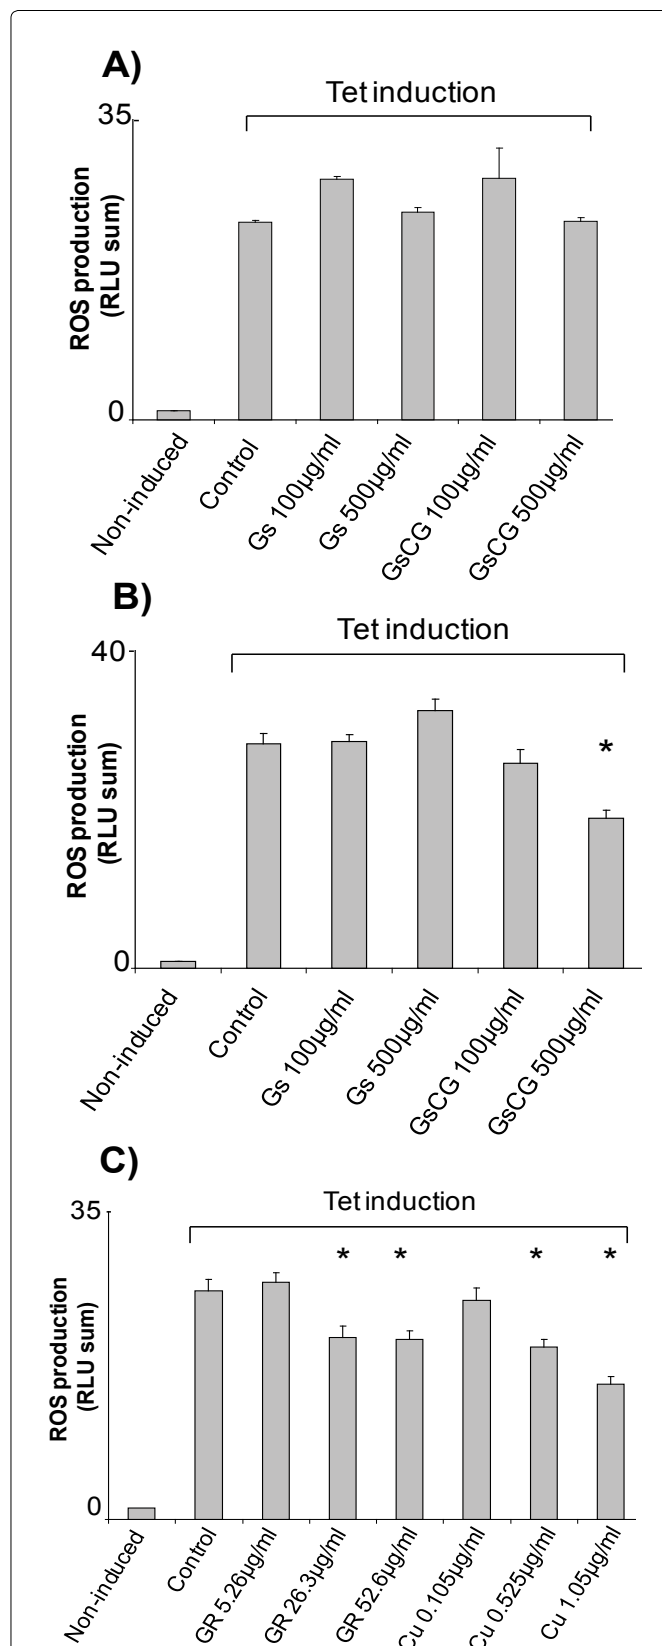 A)
Tet induction
35
ROS production
(RLU sum)
0
Non-induced
Control
Gs 100µg/ml
Gs 500µg/ml
GsCG 100µg/ml
GsCG 500µg/ml
B)
Tet induction
40
*
ROS production
(RLU sum)
0
Non-induced
Control
Gs 100µg/ml
Gs 500µg/ml
GsCG 100µg/ml
GsCG 500µg/ml
C)
Tet induction
35
* * * *
ROS production
(RLU sum)
0
Non-induced
Control
GR 5.26µg/ml
GR 26.3µg/ml
GR 52.6µg/ml
Cu 0.105µg/ml
Cu 0.525µg/ml
Cu 1.05µg/ml